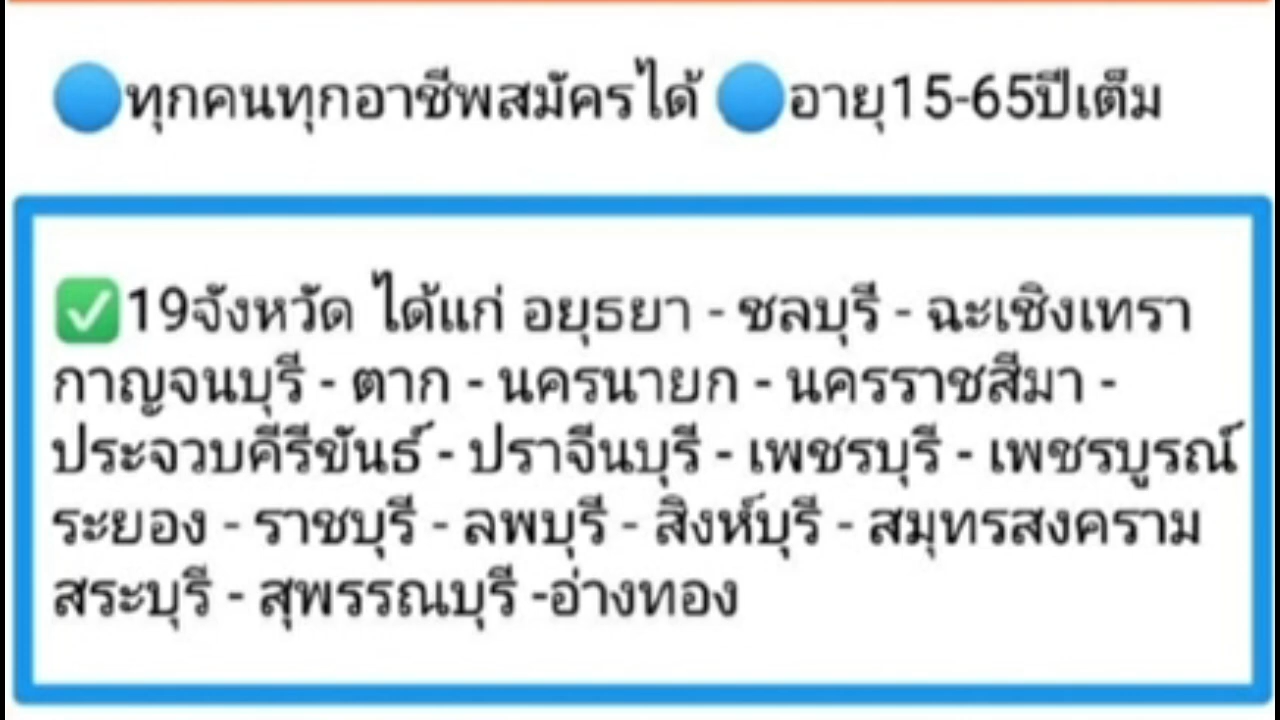 🔵ทุกคนทุกอาชีพสมัครได้ 🔵อายุ15-65ปีเต็ม
✅19จังหวัด ได้แก่ อยุธยา - ชลบุรี - ฉะเชิงเทรา
กาญจนบุรี - ตาก - นครนายก - นครราชสีมา -
ประจวบคีรีขันธ์ - ปราจีนบุรี - เพชรบุรี - เพชรบูรณ์
ระยอง - ราชบุรี - ลพบุรี - สิงห์บุรี - สมุทรสงคราม
สระบุรี - สุพรรณบุรี -อ่างทอง